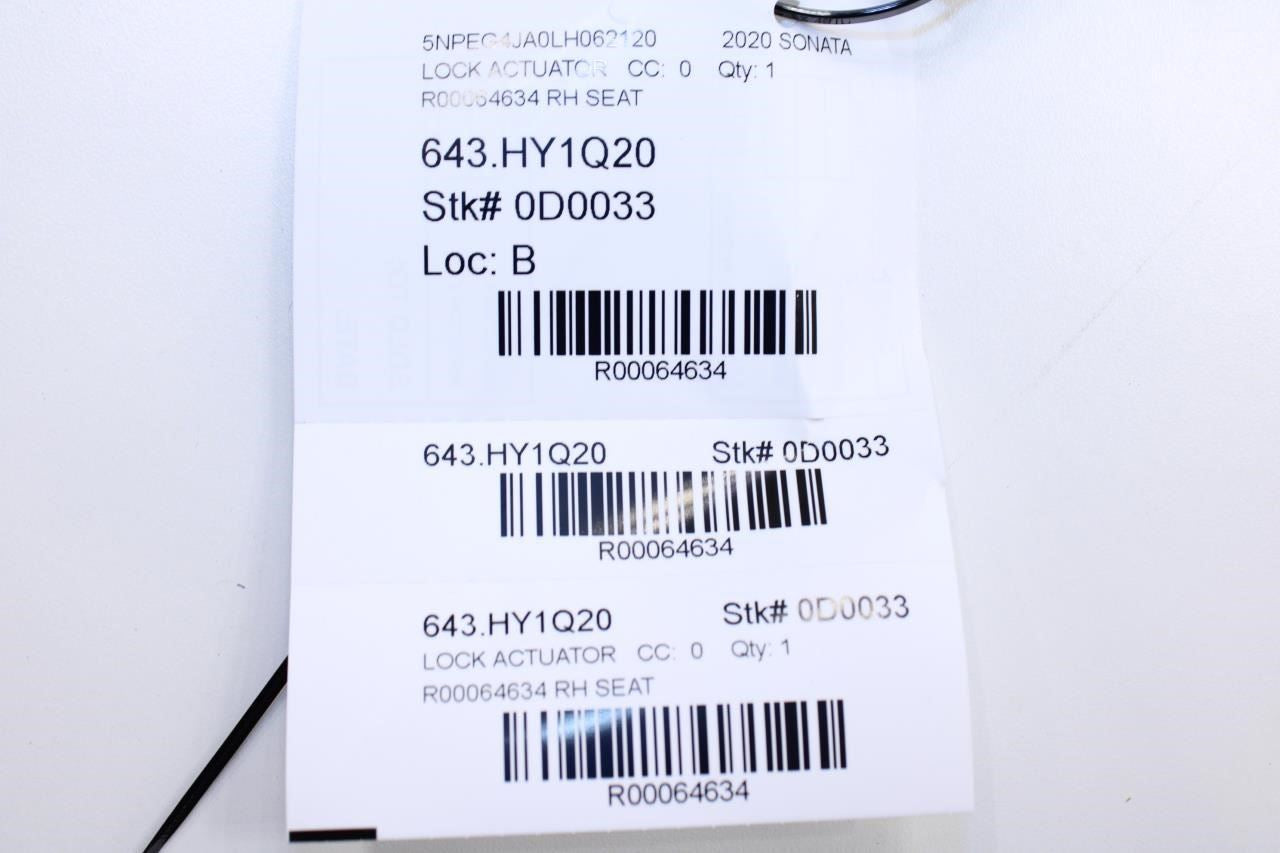 5NPEG4JA0LH062120 2020 SONATA
LOCK ACTUATOR CC: 0 Qty: 1
R00064634 RH SEAT
643.HY1Q20
Stk# 0D0033
Loc: B
R00064634
643.HY1Q20 Stk# 0D0033
R00064634
643.HY1Q20 Stk# 0D0033
LOCK ACTUATOR CC: 0 Qty: 1
R00064634 RH SEAT
R00064634